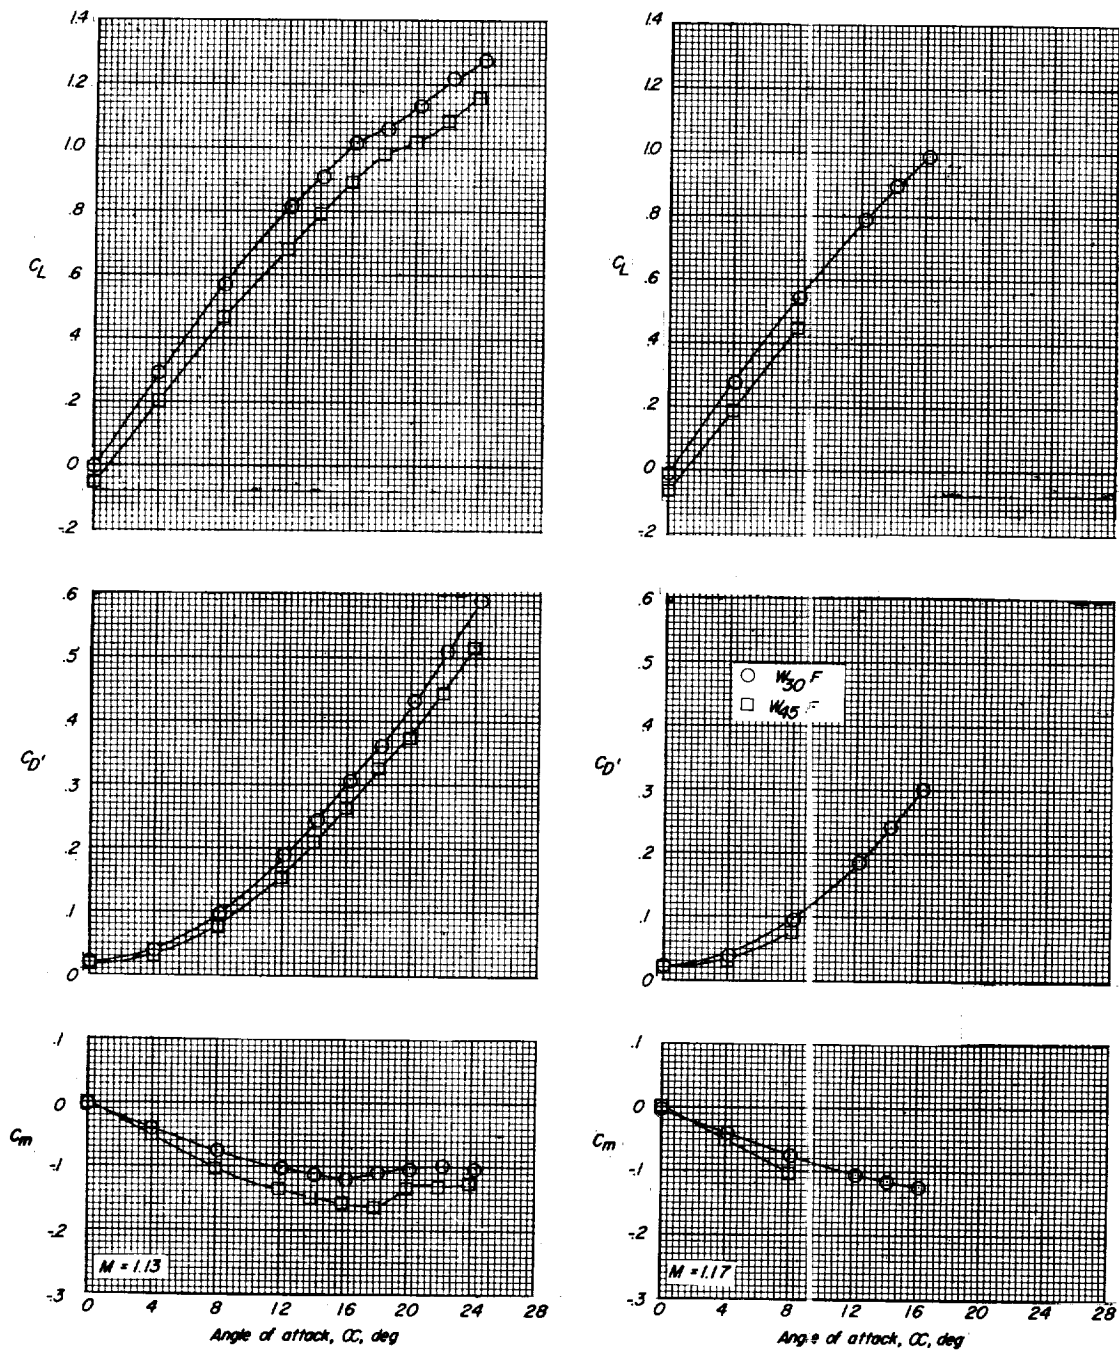 1.4
1.2
1.0
.8
C_L .6
.4
.2
0
-.2
.6
.5
.4
C_D' .3
.2
.1
0
.1
0
C_m
-.1
-.2
M = 1.13
-.3
0 4 8 12 16 20 24 28
Angle of attack, α, deg
1.4
1.2
1.0
.8
C_L .6
.4
.2
0
-.2
.6
.5
W30 F
W45 F
.4
C_D' .3
.2
.1
0
.1
0
C_m
-.1
-.2
M = 1.17
-.3
0 4 8 12 16 20 24 28
Angle of attack, α, deg